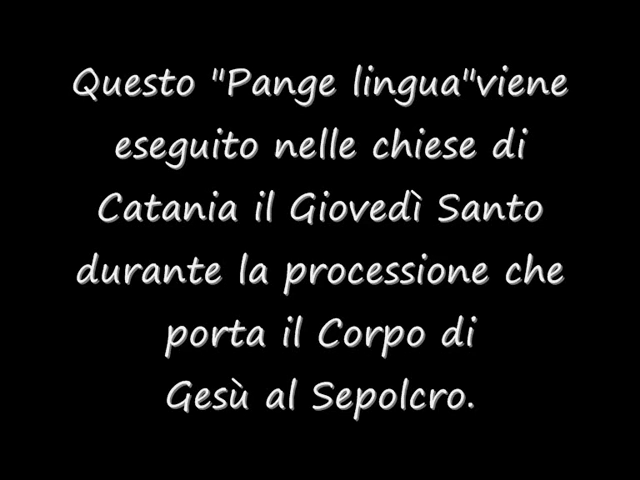 Questo "Pange lingua"viene
eseguito nelle chiese di
Catania il Giovedì Santo
durante la processione che
porta il Corpo di
Gesù al Sepolcro.